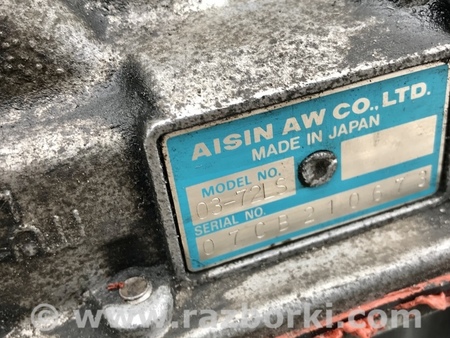 AISIN AW CO., LTD.
MADE IN JAPAN
MODEL NO.
03-72LS
SERIAL NO.
www.razborki.com